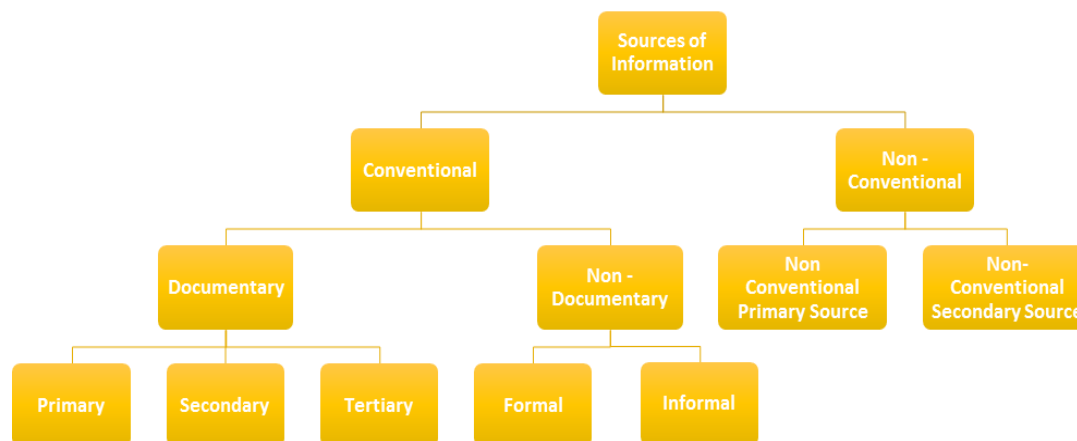 Sources of
Information
Conventional
Non -
Conventional
Documentary
Non -
Documentary
Non
Conventional
Primary Source
Non-
Conventional
Secondary Source
Primary
Secondary
Tertiary
Formal
Informal